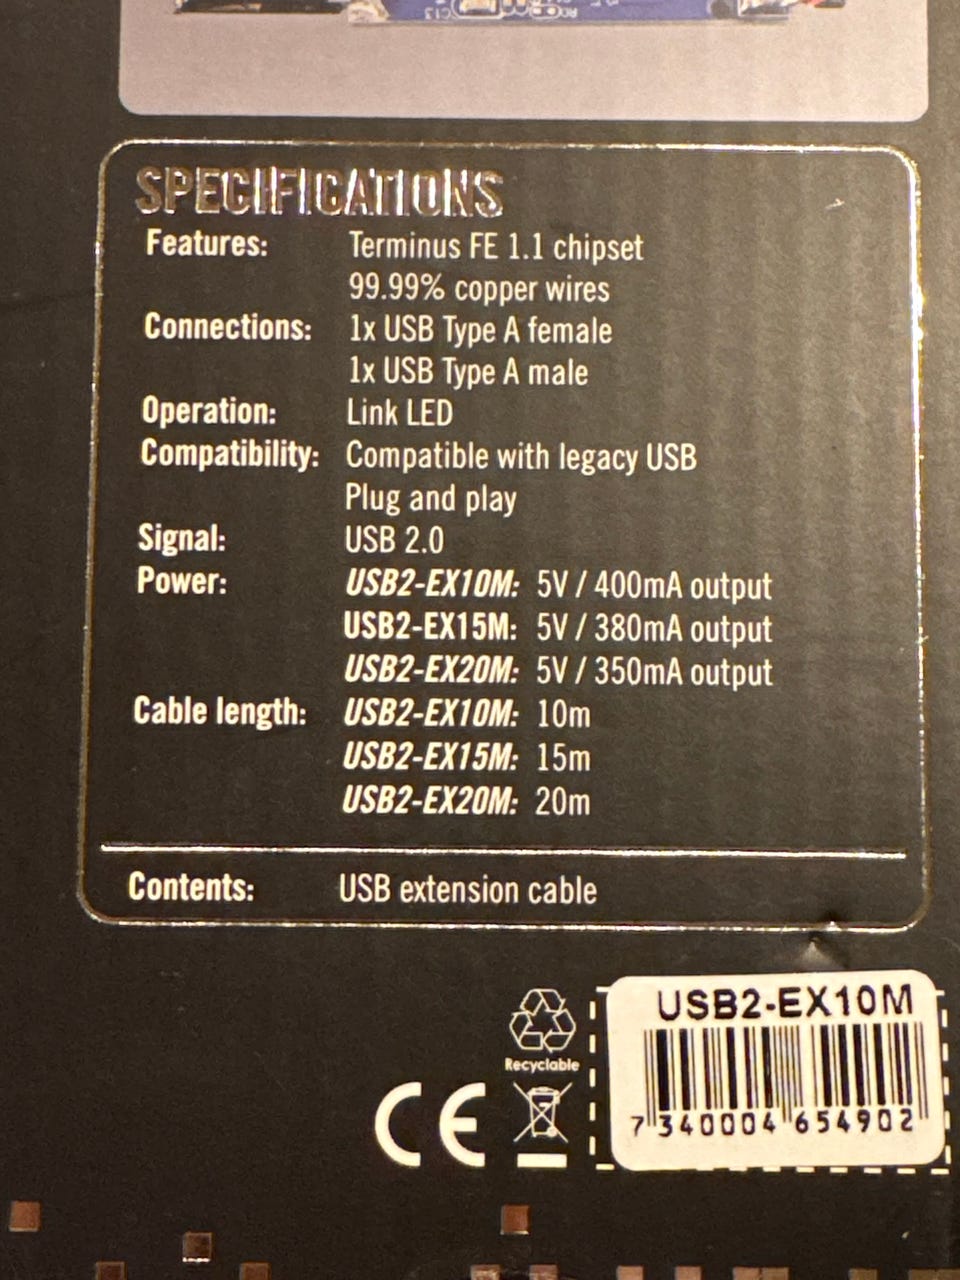 SPECIFICATIONS
Features: Terminus FE 1.1 chipset
99.99% copper wires
Connections: 1x USB Type A female
1x USB Type A male
Operation: Link LED
Compatibility: Compatible with legacy USB
Plug and play
Signal: USB 2.0
Power: USB2-EX10M: 5V / 400mA output
USB2-EX15M: 5V / 380mA output
USB2-EX20M: 5V / 350mA output
Cable length: USB2-EX10M: 10m
USB2-EX15M: 15m
USB2-EX20M: 20m
Contents: USB extension cable
USB2-EX10M
Recyclable
CE
7 340004 654902